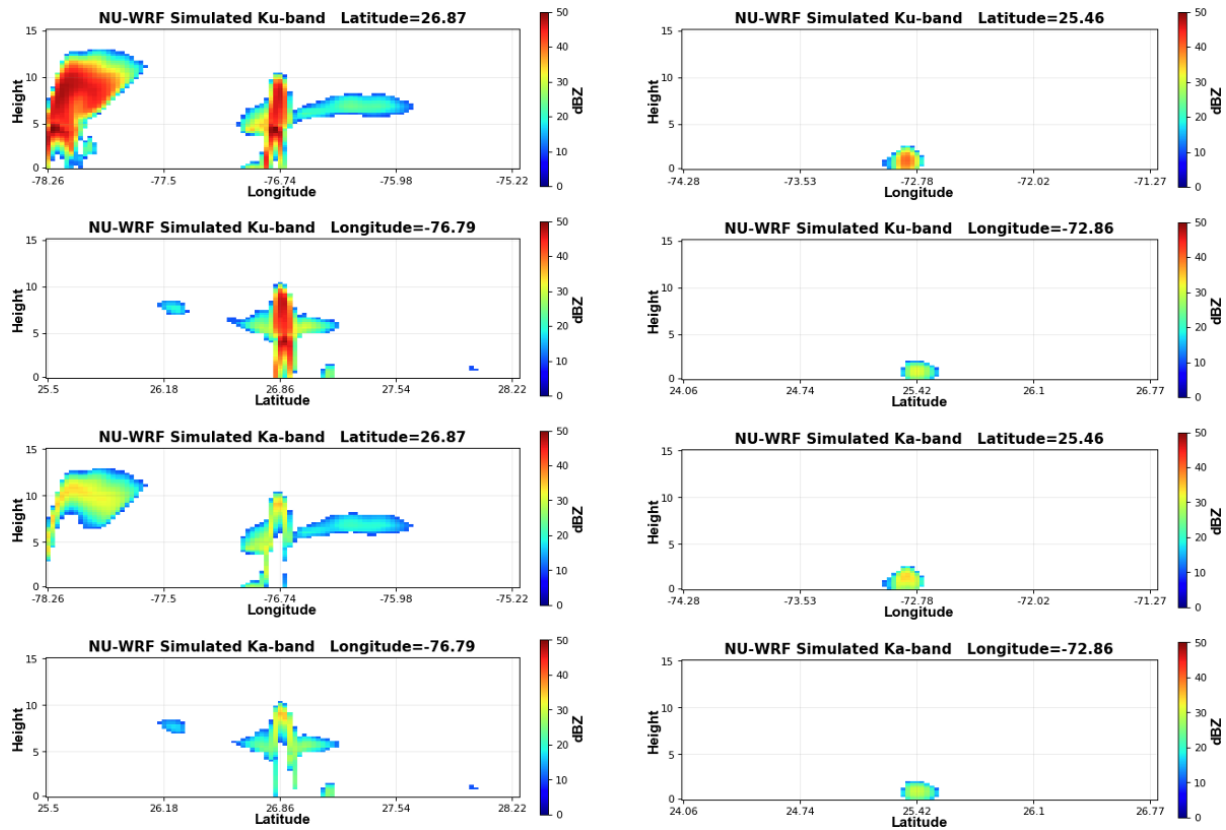 NU-WRF Simulated Ku-band Latitude=26.87
Height
15
10
5
0
-78.26 -77.5 -76.74 -75.98 -75.22
Longitude
50
40
30
20
10
0
dBZ
NU-WRF Simulated Ku-band Latitude=25.46
Height
15
10
5
0
-74.28 -73.53 -72.78 -72.02 -71.27
Longitude
50
40
30
20
10
0
dBZ
NU-WRF Simulated Ku-band Longitude=-76.79
Height
15
10
5
0
25.5 26.18 26.86 27.54 28.22
Latitude
50
40
30
20
10
0
dBZ
NU-WRF Simulated Ku-band Longitude=-72.86
Height
15
10
5
0
24.06 24.74 25.42 26.1 26.77
Latitude
50
40
30
20
10
0
dBZ
NU-WRF Simulated Ka-band Latitude=26.87
Height
15
10
5
0
-78.26 -77.5 -76.74 -75.98 -75.22
Longitude
50
40
30
20
10
0
dBZ
NU-WRF Simulated Ka-band Latitude=25.46
Height
15
10
5
0
-74.28 -73.53 -72.78 -72.02 -71.27
Longitude
50
40
30
20
10
0
dBZ
NU-WRF Simulated Ka-band Longitude=-76.79
Height
15
10
5
0
25.5 26.18 26.86 27.54 28.22
Latitude
50
40
30
20
10
0
dBZ
NU-WRF Simulated Ka-band Longitude=-72.86
Height
15
10
5
0
24.06 24.74 25.42 26.1 26.77
Latitude
50
40
30
20
10
0
dBZ